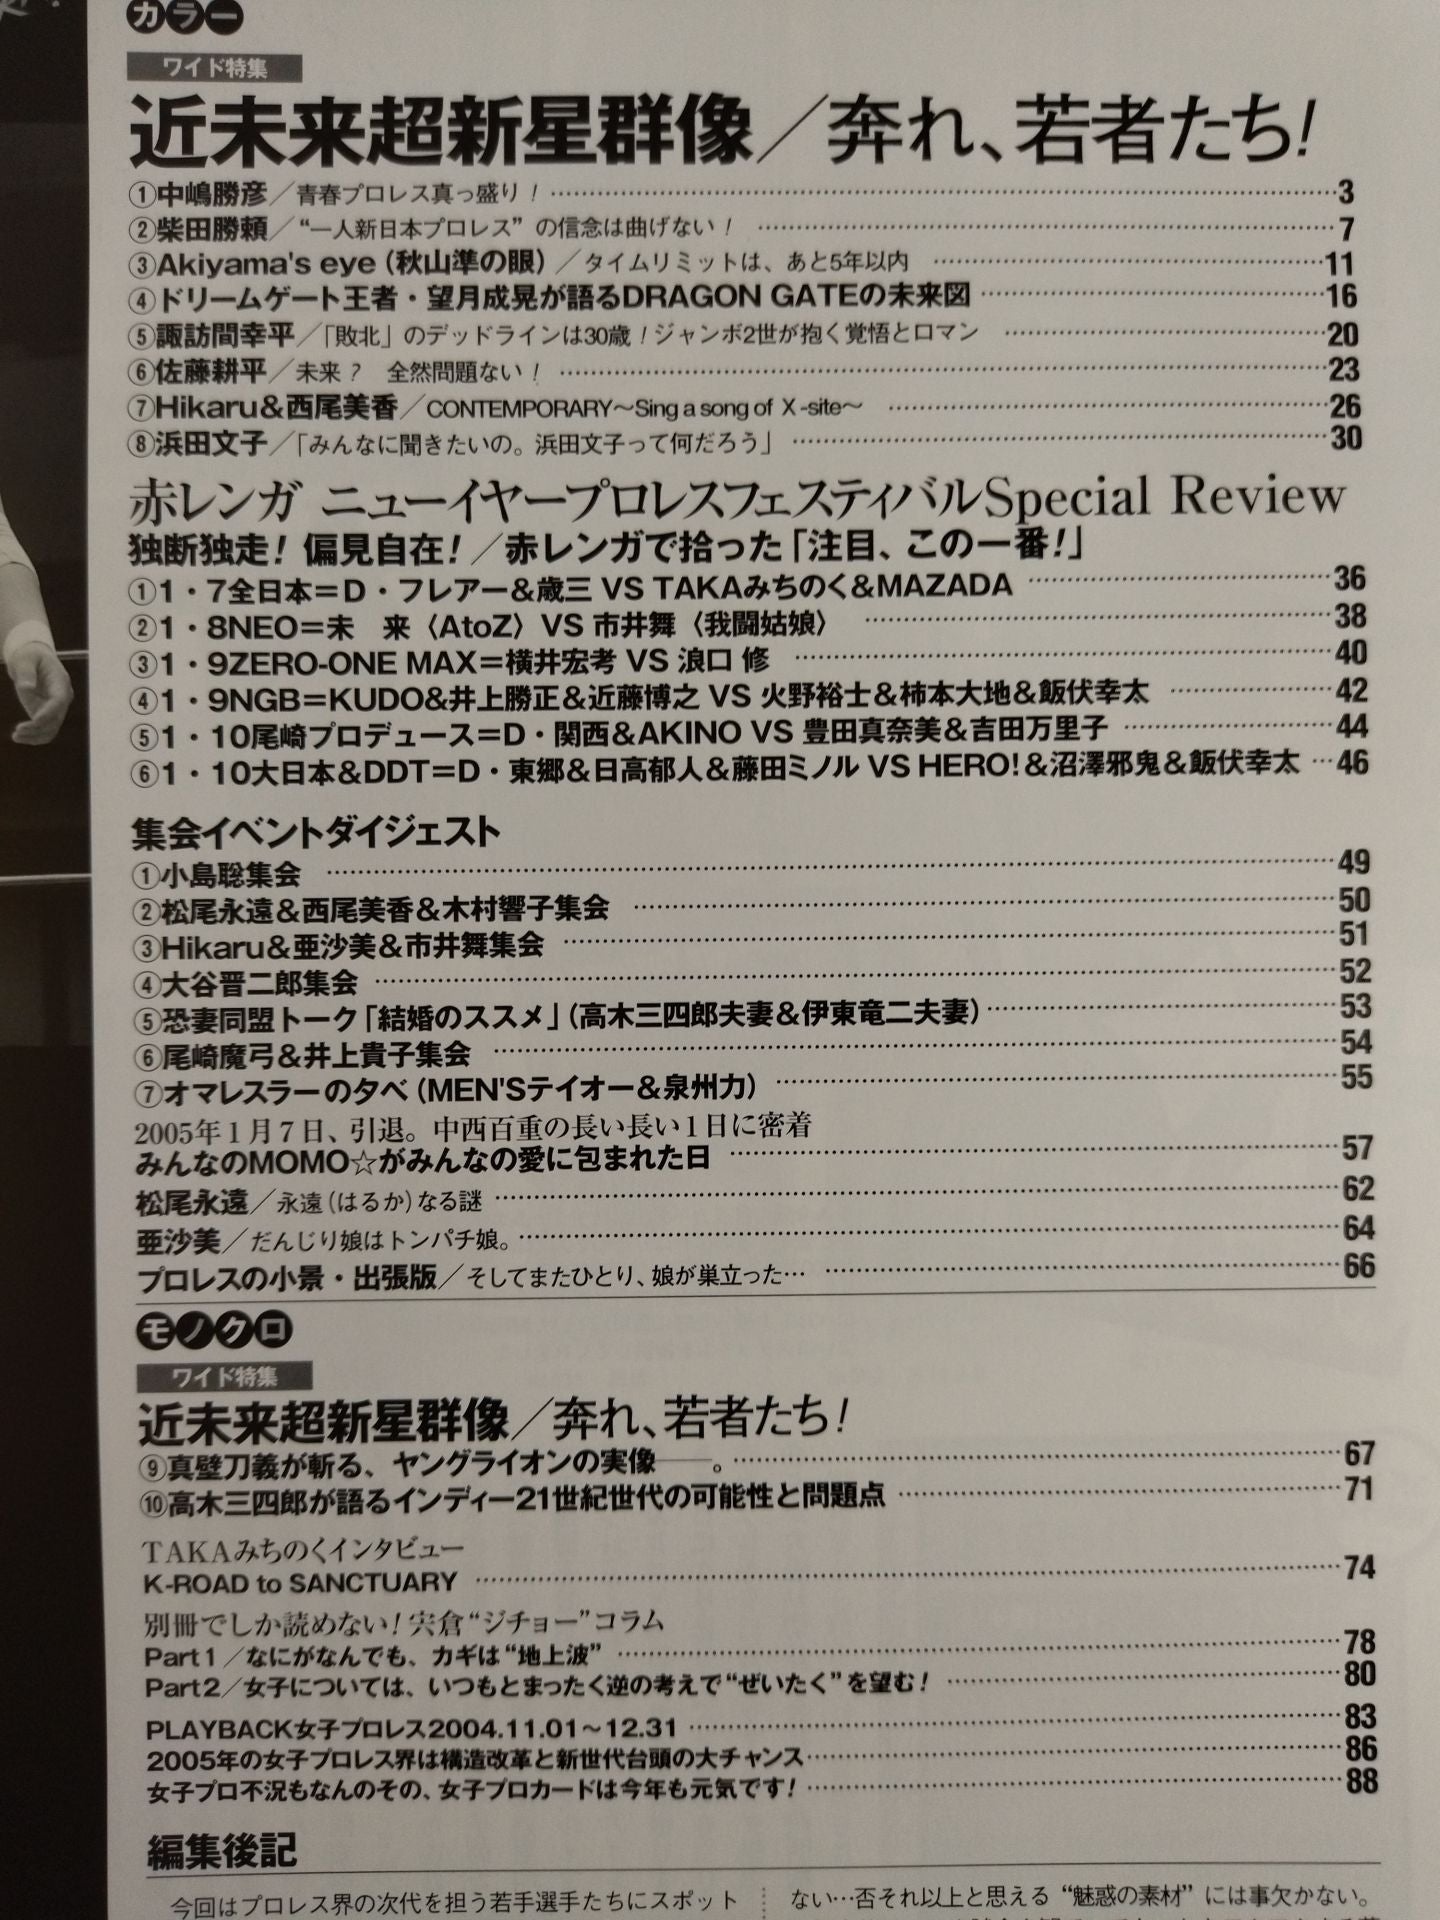 カラー
ワイド特集
近未来超新星群像／奔れ、若者たち!
①中嶋勝彦／青春プロレス真っ盛り!……3
②柴田勝頼／“一人新日本プロレス”の信念は曲げない!……7
③Akiyama's eye（秋山準の眼）／タイムリミットは、あと5年以内……11
④ドリームゲート王者・望月成晃が語るDRAGON GATEの未来図……16
⑤諏訪間幸平／「敗北」のデッドラインは30歳!ジャンボ2世が抱く覚悟とロマン……20
⑥佐藤耕平／未来?　全然問題ない!……23
⑦Hikaru&西尾美香／CONTEMPORARY～Sing a song of X-site～……26
⑧浜田文子／「みんなに聞きたいの。浜田文子って何だろう」……30
赤レンガ ニューイヤープロレスフェスティバルSpecial Review
独断独走! 偏見自在!／赤レンガで拾った「注目、この一番!」
①1・7全日本＝D・フレアー&歳三 VS TAKAみちのく&MAZADA……36
②1・8NEO＝未　来〈AtoZ〉VS 市井舞〈我闘姑娘〉……38
③1・9ZERO-ONE MAX＝横井宏考 VS 浪口 修……40
④1・9NGB＝KUDO&井上勝正&近藤博之 VS 火野裕士&柿本大地&飯伏幸太……42
⑤1・10尾崎プロデュース＝D・関西&AKINO VS 豊田真奈美&吉田万里子……44
⑥1・10大日本&DDT＝D・東郷&日高郁人&藤田ミノル VS HERO!&沼澤邪鬼&飯伏幸太…46
集会イベントダイジェスト
①小島聡集会……49
②松尾永遠&西尾美香&木村響子集会……50
③Hikaru&亜沙美&市井舞集会……51
④大谷晋二郎集会……52
⑤恐妻同盟トーク「結婚のススメ」（高木三四郎夫妻&伊東竜二夫妻）……53
⑥尾崎魔弓&井上貴子集会……54
⑦オマレスラーの夕べ（MEN'Sテイオー&泉州力）……55
2005年1月7日、引退。中西百重の長い長い1日に密着
みんなのMOMO☆がみんなの愛に包まれた日……57
松尾永遠／永遠（はるか）なる謎……62
亜沙美／だんじり娘はトンパチ娘。……64
プロレスの小景・出張版／そしてまたひとり、娘が巣立った………66
モノクロ
ワイド特集
近未来超新星群像／奔れ、若者たち!
⑨真壁刀義が斬る、ヤングライオンの実像――。……67
⑩高木三四郎が語るインディー21世紀世代の可能性と問題点……71
TAKAみちのくインタビュー
K-ROAD to SANCTUARY……74
別冊でしか読めない!宍倉“ジチョー”コラム
Part1／なにがなんでも、カギは“地上波”……78
Part2／女子については、いつもとまったく逆の考えで“ぜいたく”を望む!……80
PLAYBACK女子プロレス2004.11.01～12.31……83
2005年の女子プロレス界は構造改革と新世代台頭の大チャンス……86
女子プロ不況もなんのその、女子プロカードは今年も元気です!……88
編集後記
今回はプロレス界の次代を担う若手選手たちにスポット
ない…否それ以上と思える“魅惑の素材”には事欠かない。